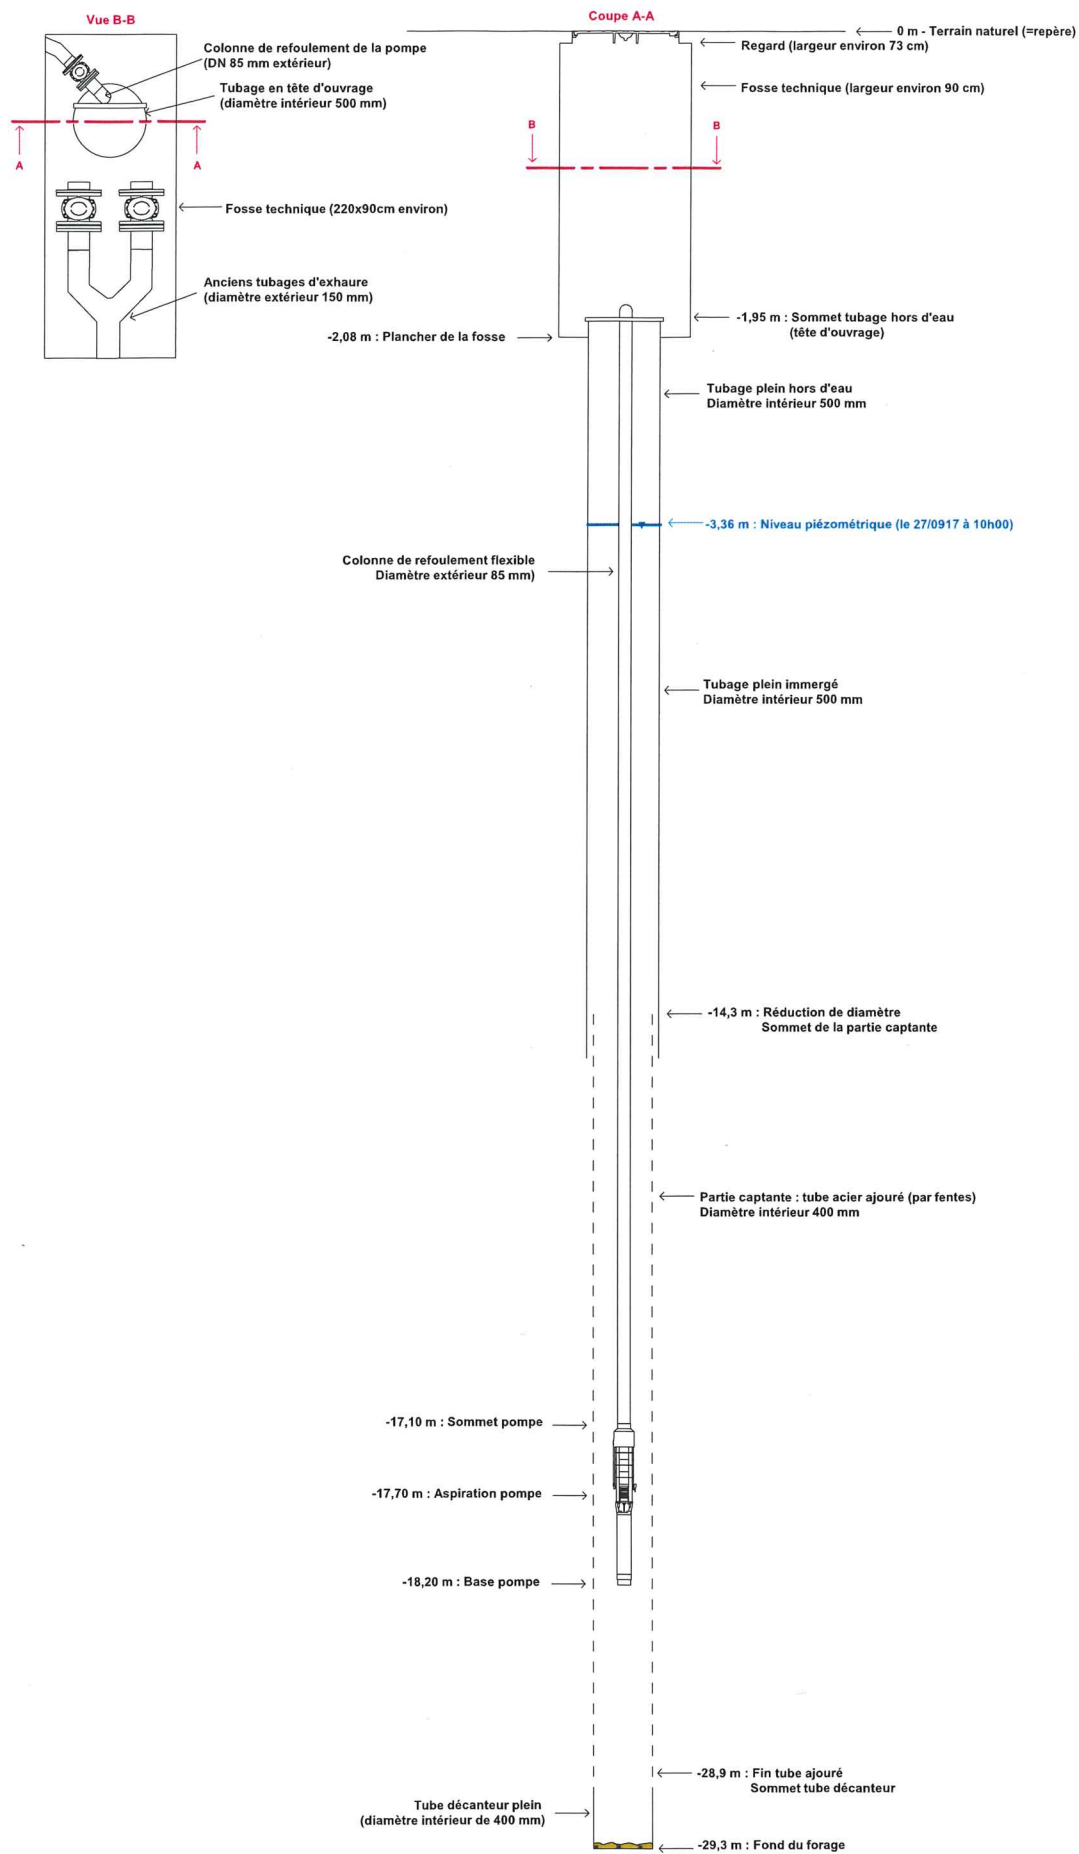 Vue B-B
Colonne de refoulement de la pompe
(DN 85 mm extérieur)
Tubage en tête d'ouvrage
(diamètre intérieur 500 mm)
A
A
Fosse technique (220x90cm environ)
Anciens tubages d'exhaure
(diamètre extérieur 150 mm)
Coupe A-A
0 m - Terrain naturel (=repère)
Regard (largeur environ 73 cm)
Fosse technique (largeur environ 90 cm)
B
B
-1,95 m : Sommet tubage hors d'eau
(tête d'ouvrage)
-2,08 m : Plancher de la fosse
Tubage plein hors d'eau
Diamètre intérieur 500 mm
-3,36 m : Niveau piézométrique (le 27/0917 à 10h00)
Colonne de refoulement flexible
Diamètre extérieur 85 mm)
Tubage plein immergé
Diamètre intérieur 500 mm
-14,3 m : Réduction de diamètre
Sommet de la partie captante
Partie captante : tube acier ajouré (par fentes)
Diamètre intérieur 400 mm
-17,10 m : Sommet pompe
-17,70 m : Aspiration pompe
-18,20 m : Base pompe
-28,9 m : Fin tube ajouré
Sommet tube décanteur
Tube décanteur plein
(diamètre intérieur de 400 mm)
-29,3 m : Fond du forage